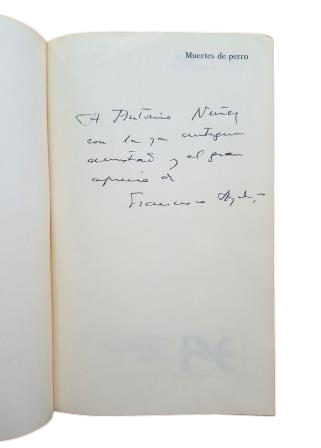 Muertes de perro
A Antonio Núñez
con la ya antigua
amistad y el gran
aprecio de
Francisco Ayala